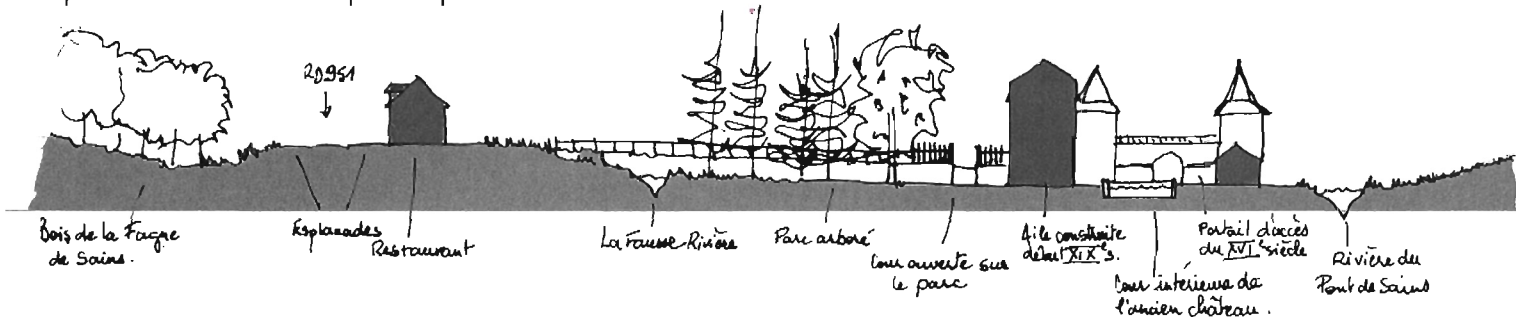 RD951
Bois de la Fagne
de Sains.
Esplanades
Restaurant
La Fausse Rivière
Parc arboré
Cour ouverte sur
le parc
Aile construite
début XIXe s.
Portail d'accès
du XVIe siècle
Cour intérieure de
l'ancien château.
Rivière du
Pont de Sains